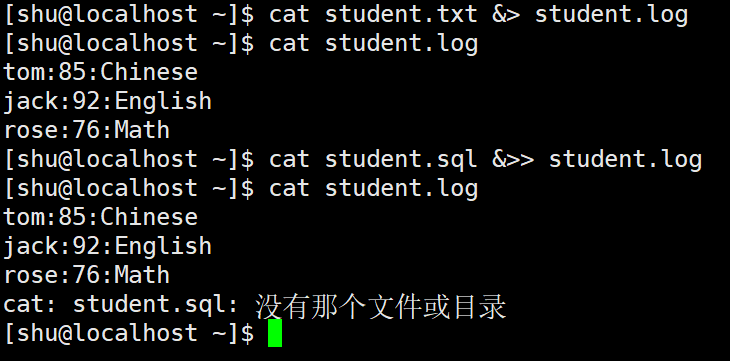 [shu@localhost ~]$ cat student.txt &> student.log
[shu@localhost ~]$ cat student.log
tom:85:Chinese
jack:92:English
rose:76:Math
[shu@localhost ~]$ cat student.sql &>> student.log
[shu@localhost ~]$ cat student.log
tom:85:Chinese
jack:92:English
rose:76:Math
cat: student.sql: 没有那个文件或目录
[shu@localhost ~]$